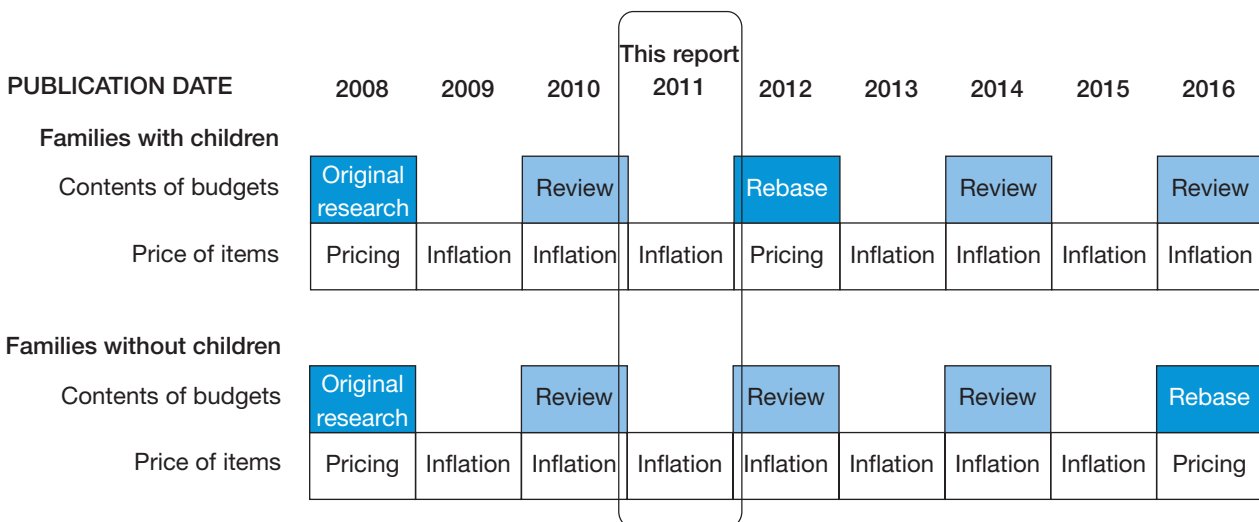 This report
PUBLICATION DATE 2008 2009 2010 2011 2012 2013 2014 2015 2016
Families with children
Contents of budgets Original research Review Rebase Review Review
Price of items Pricing Inflation Inflation Inflation Pricing Inflation Inflation Inflation Inflation
Families without children
Contents of budgets Original research Review Review Review Rebase
Price of items Pricing Inflation Inflation Inflation Inflation Inflation Inflation Inflation Pricing